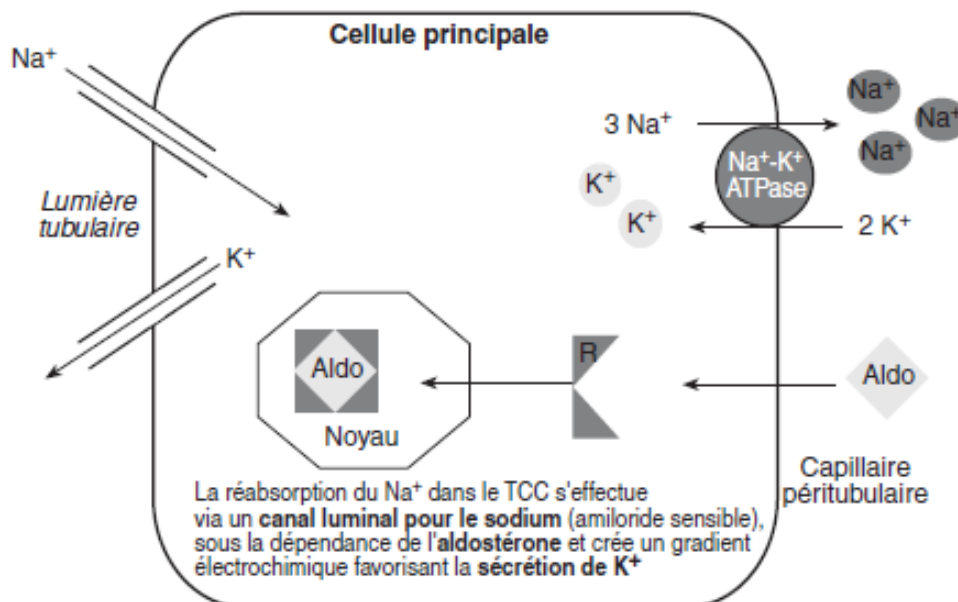 Cellule principale
Na⁺
3 Na⁺
Na⁺
Na⁺
Na⁺
Na⁺-K⁺
ATPase
K⁺
K⁺
2 K⁺
Lumière
tubulaire
K⁺
Aldo
R
Aldo
Noyau
Capillaire
péritubulaire
La réabsorption du Na⁺ dans le TCC s'effectue
via un canal luminal pour le sodium (amiloride sensible),
sous la dépendance de l'aldostérone et crée un gradient
électrochimique favorisant la sécrétion de K⁺